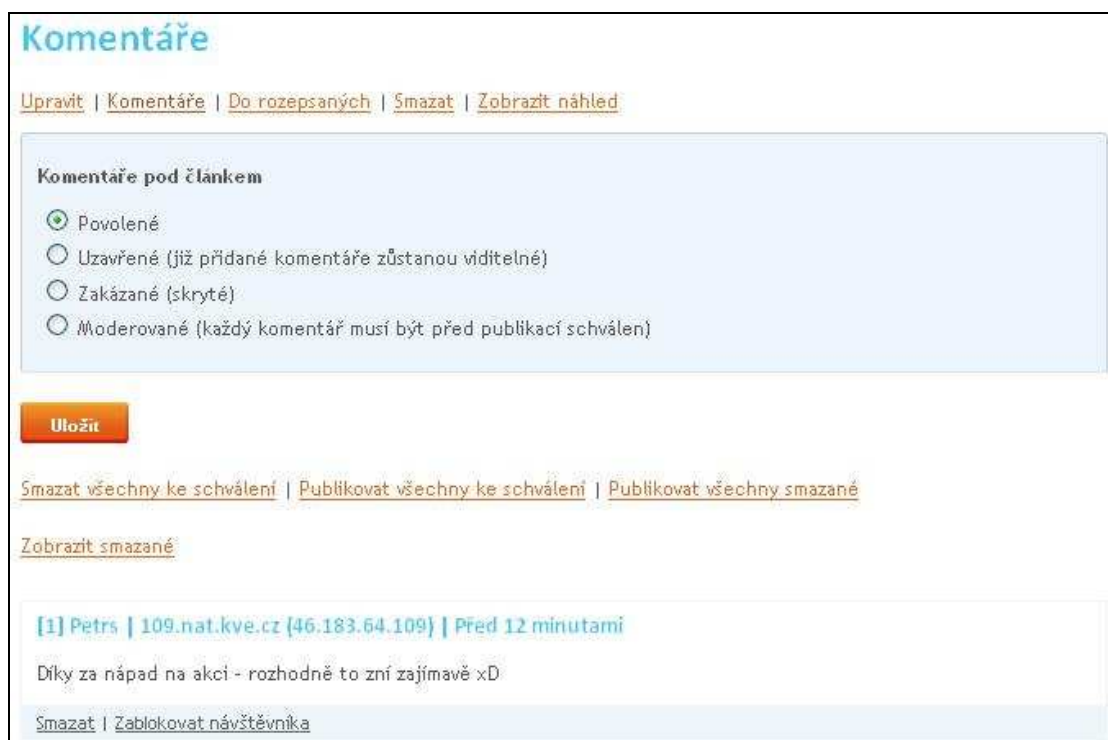 Komentáře
Upravit | Komentáře | Do rozepsaných | Smazat | Zobrazit náhled
Komentáře pod článkem
Povolené
Uzavřené (již přidané komentáře zůstanou viditelné)
Zakázané (skryté)
Moderované (každý komentář musí být před publikací schválen)
Uložit
Smazat všechny ke schválení | Publikovat všechny ke schválení | Publikovat všechny smazané
Zobrazit smazané
[1] Petrs | 109.nat.kve.cz (46.183.64.109) | Před 12 minutami
Díky za nápad na akci - rozhodně to zní zajímavě xD
Smazat | Zablokovat návštěvníka